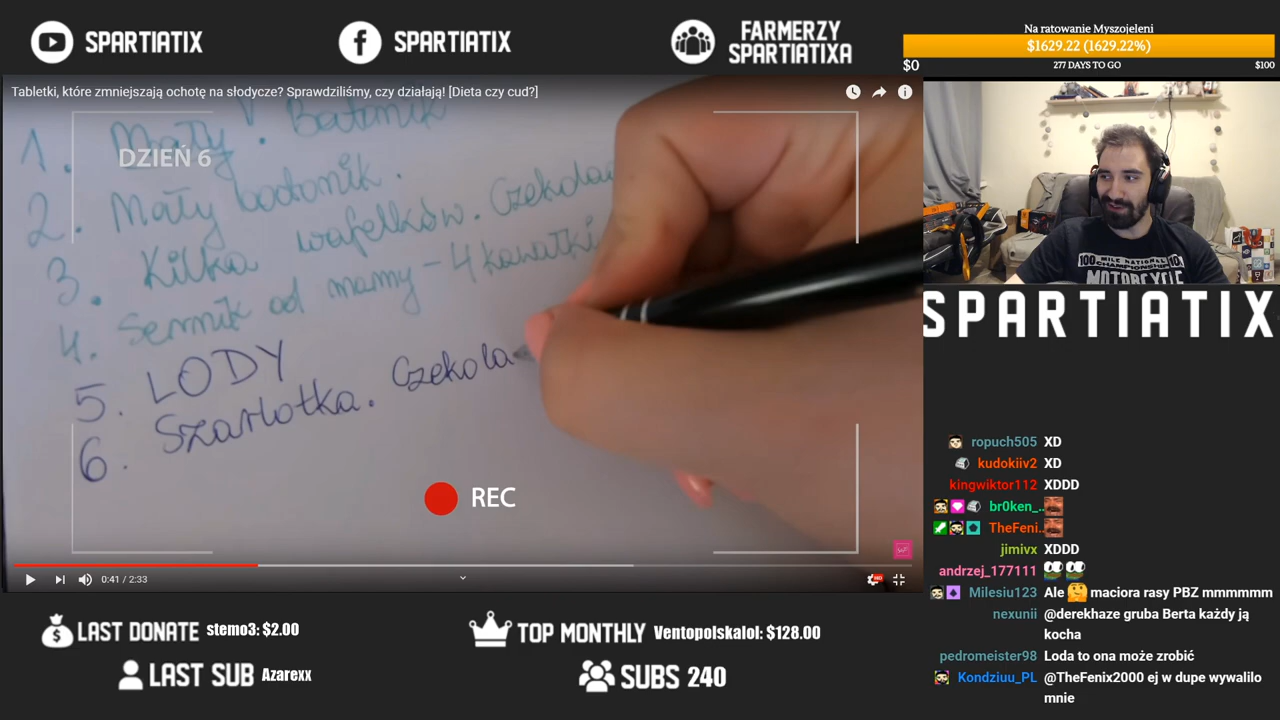 SPARTIATIX
SPARTIATIX
FARMERZY
SPARTIATIXA
Na ratowanie Myszojeleni
$1629.22 (1629.22%)
$0
277 DAYS TO GO
$100
Tabletki, które zmniejszają ochotę na słodycze? Sprawdziliśmy, czy działają! [Dieta czy cud?]
DZIEŃ 6
1. Mały. Batonik
2. Mały batonik.
3. Kilka wafelków. Czekolad
4. Sernik od mamy - 4 kawałki
5. LODY
6. Szarlotka. Czekola
REC
0:41 / 2:33
100 MILE NATIONAL
CHAMPIONSHIP
MOTORCYCLE
SPARTIATIX
ropuch505 XD
kudokiiv2 XD
kingwiktor112 XDDD
br0ken_..
TheFeni..
jimivx XDDD
andrzej_177111
Milesiu123 Ale maciora rasy PBZ mmmmmm
nexunii @derekhaze gruba Berta każdy ją
kocha
pedromeister98 Loda to ona może zrobić
Kondziuu_PL @TheFenix2000 ej w dupe wywalilo
mnie
LAST DONATE stemo3: $2.00
TOP MONTHLY Ventopolskalol: $128.00
LAST SUB Azarexx
SUBS 240